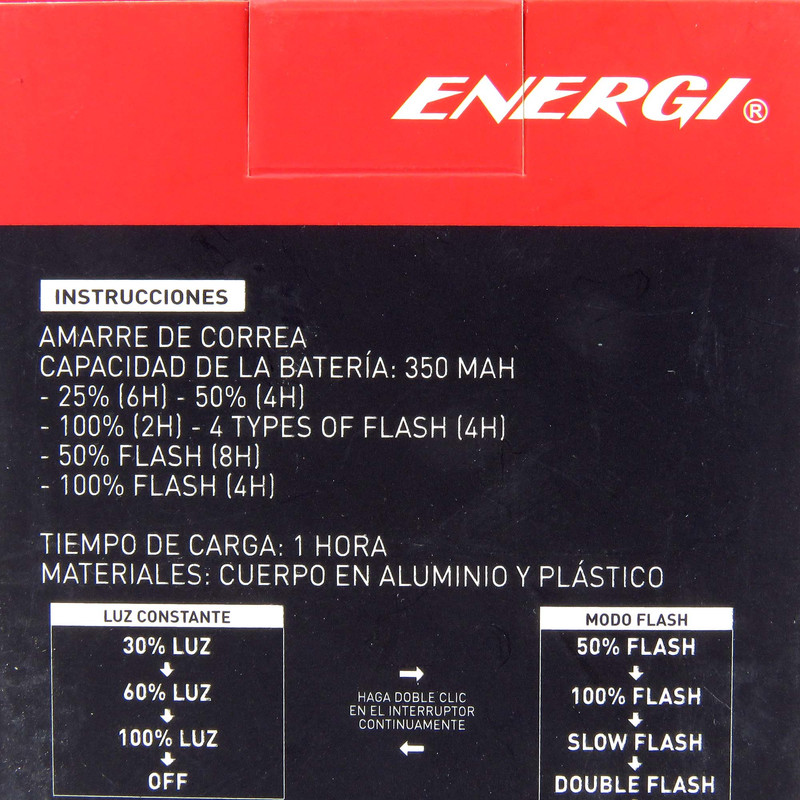 ENERGI®
INSTRUCCIONES
AMARRE DE CORREA
CAPACIDAD DE LA BATERÍA: 350 MAH
- 25% (6H) - 50% (4H)
- 100% (2H) - 4 TYPES OF FLASH (4H)
- 50% FLASH (8H)
- 100% FLASH (4H)
TIEMPO DE CARGA: 1 HORA
MATERIALES: CUERPO EN ALUMINIO Y PLÁSTICO
LUZ CONSTANTE
30% LUZ
60% LUZ
100% LUZ
OFF
HAGA DOBLE CLIC
EN EL INTERRUPTOR
CONTINUAMENTE
MODO FLASH
50% FLASH
100% FLASH
SLOW FLASH
DOUBLE FLASH